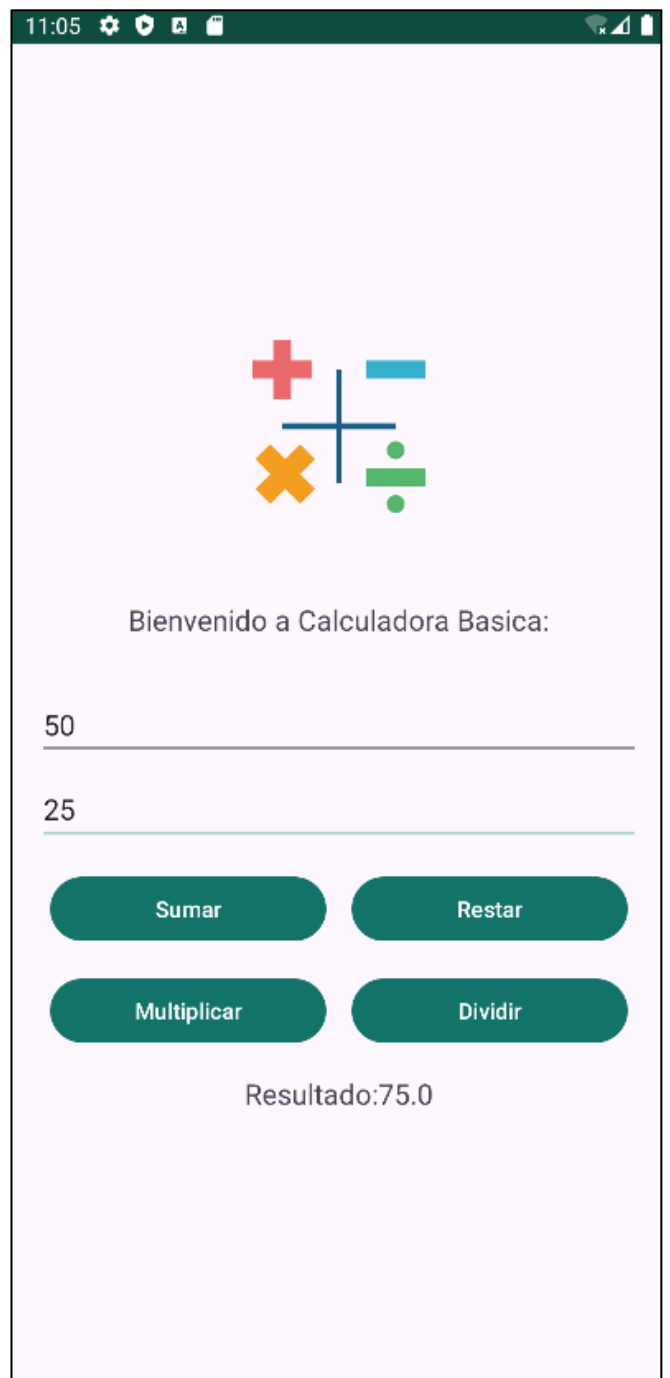 11:05
Bienvenido a Calculadora Basica:
50
25
Sumar Restar
Multiplicar Dividir
Resultado:75.0